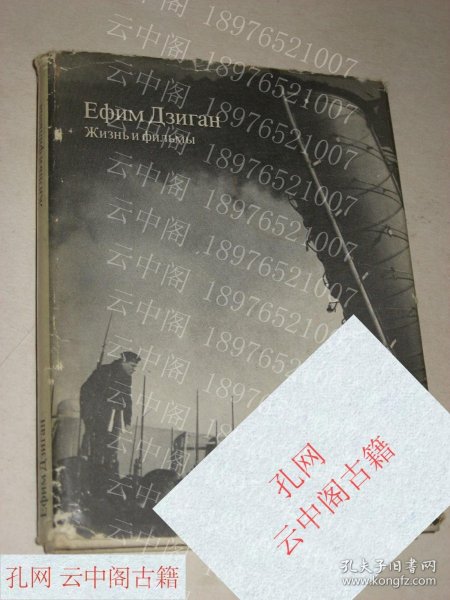 Ефим Дзиган
Жизнь и фильмы
Ефим Дзиган
云中阁 18976521007
云中阁 18976521007
云中阁 18976521007
云中阁 18976521007
云中阁 18976521007
云中阁 18976521007
云中阁 18976521007
云中阁
孔网
云中阁古籍
孔网 云中阁古籍
孔夫子旧书网
www.kongfz.com